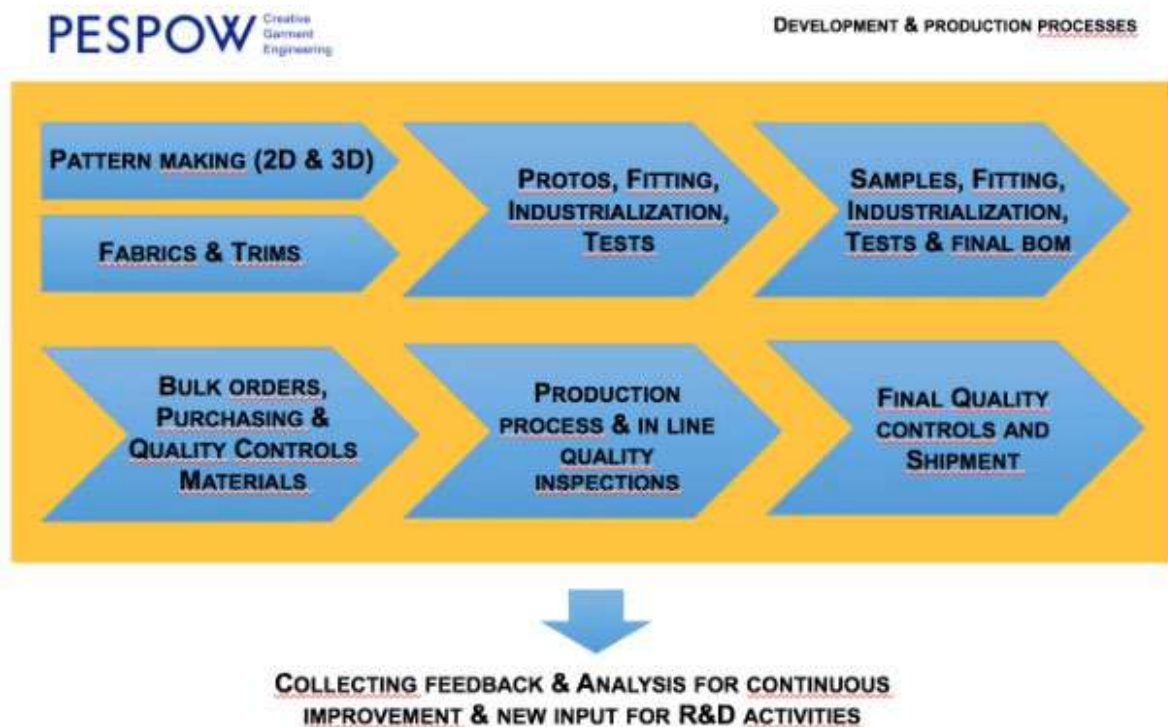 PESPOW
Creative
Garment
Engineering
DEVELOPMENT & PRODUCTION PROCESSES
PATTERN MAKING (2D & 3D)
FABRICS & TRIMS
PROTOS, FITTING,
INDUSTRIALIZATION,
TESTS
SAMPLES, FITTING,
INDUSTRIALIZATION,
TESTS & FINAL BOM
BULK ORDERS,
PURCHASING &
QUALITY CONTROLS
MATERIALS
PRODUCTION
PROCESS & IN LINE
QUALITY
INSPECTIONS
FINAL QUALITY
CONTROLS AND
SHIPMENT
COLLECTING FEEDBACK & ANALYSIS FOR CONTINUOUS
IMPROVEMENT & NEW INPUT FOR R&D ACTIVITIES